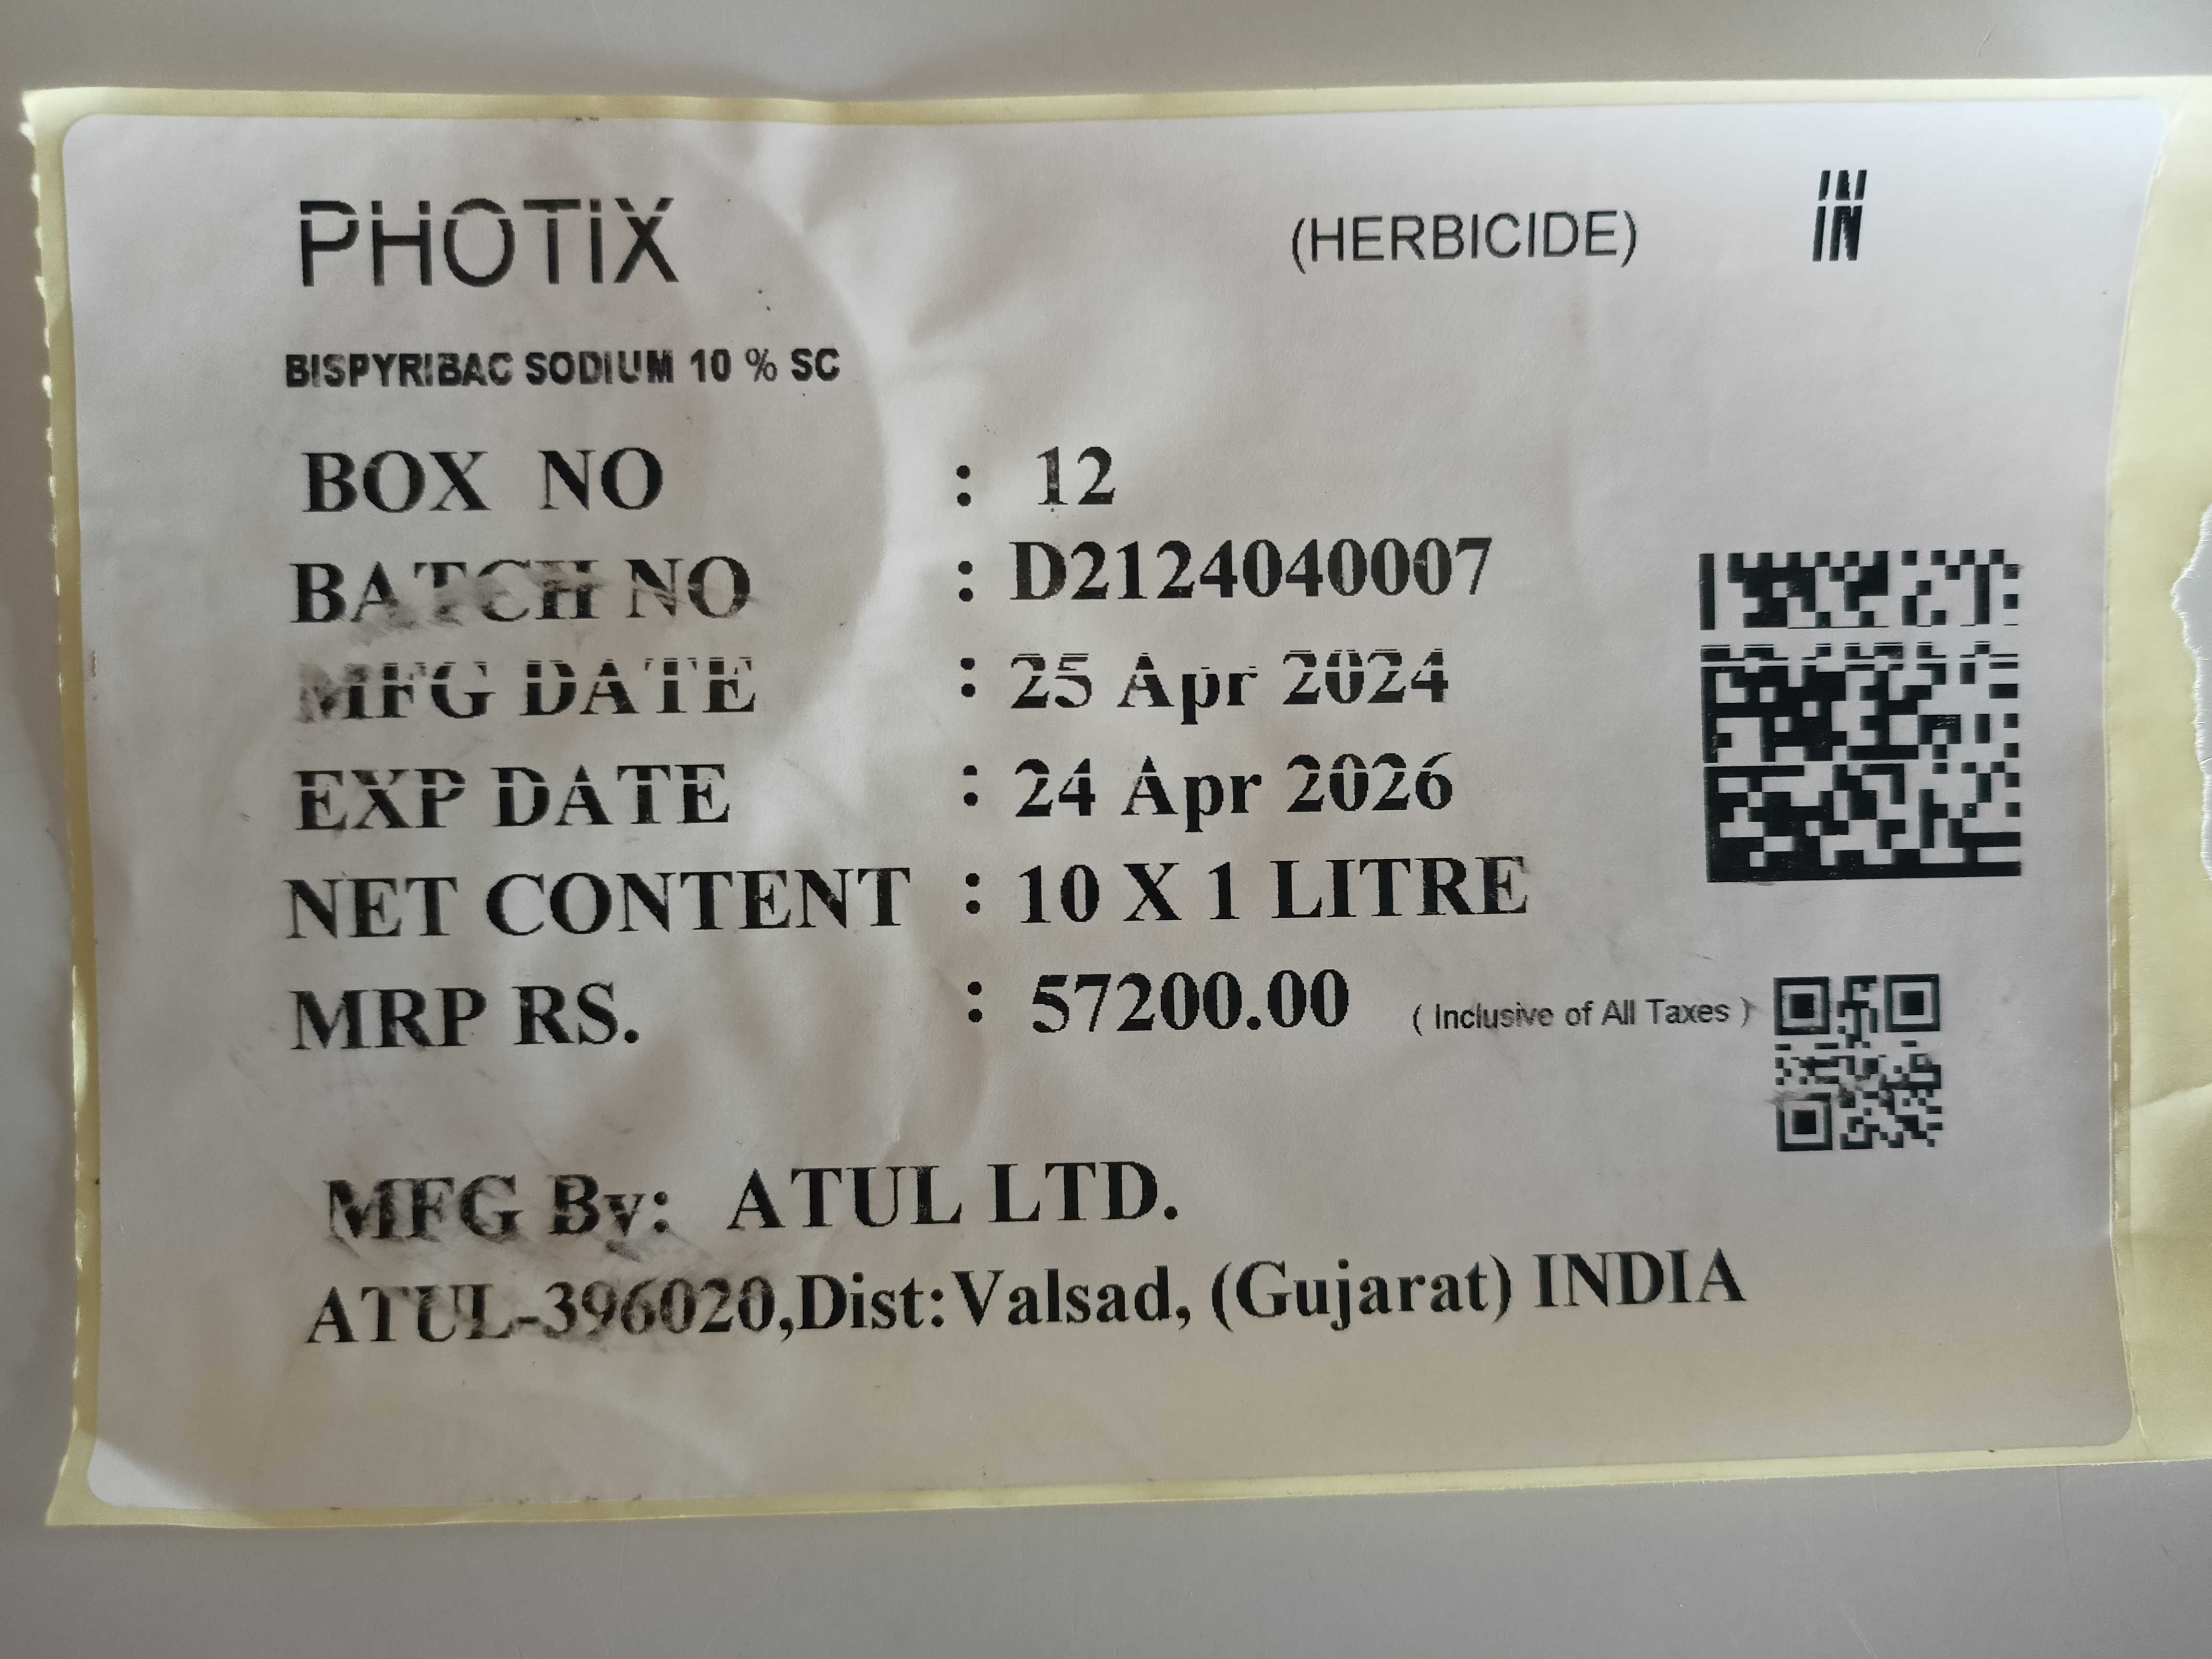 PHOTIX (HERBICIDE) IN
BISPYRIBAC SODIUM 10 % SC
BOX NO : 12
BATCH NO : D2124040007
MFG DATE : 25 Apr 2024
EXP DATE : 24 Apr 2026
NET CONTENT : 10 X 1 LITRE
MRP RS. : 57200.00 ( Inclusive of All Taxes )
MFG By: ATUL LTD.
ATUL-396020,Dist:Valsad, (Gujarat) INDIA